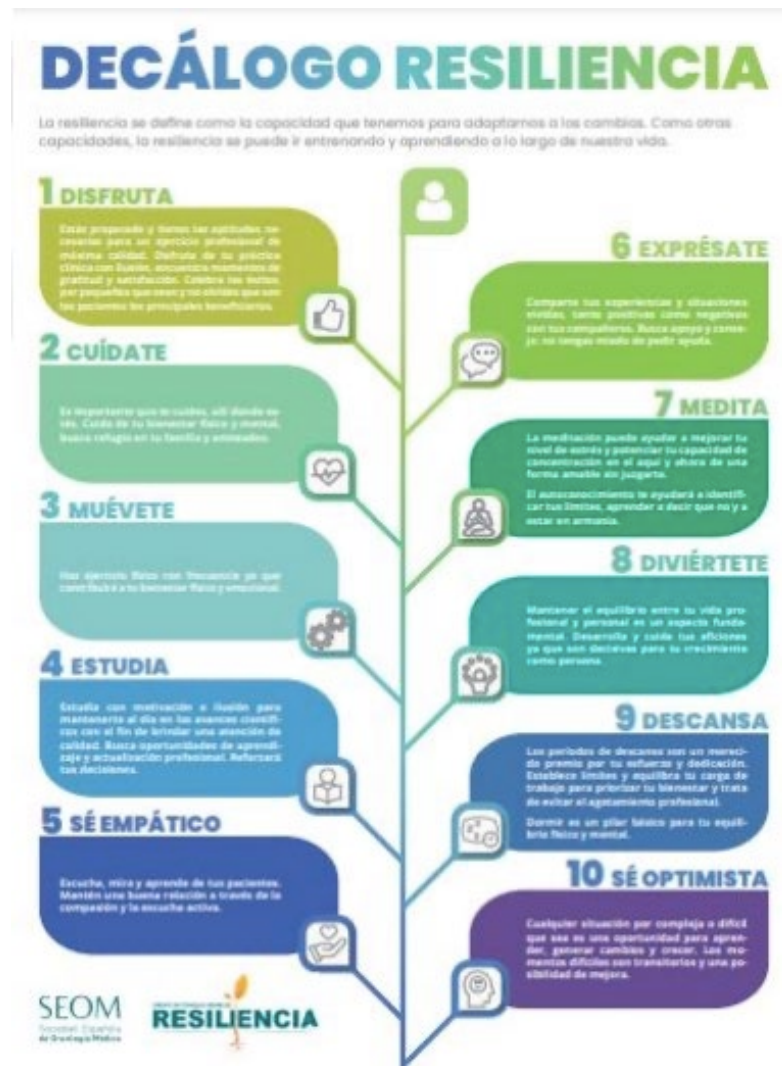 DECÁLOGO RESILIENCIA
La resiliencia se define como la capacidad que tenemos para adaptarnos a los cambios. Como otras
capacidades, la resiliencia se puede ir entrenando y aprendiendo a lo largo de nuestra vida.
1 DISFRUTA
Estás preparado y tienes las aptitudes ne-
cesarias para un ejercicio profesional de
máxima calidad. Disfruta de tu práctica
clínica con ilusión, encuentra momentos de
gratitud y satisfacción. Celebra los éxitos,
por pequeños que sean y no olvides que son
los pacientes los principales beneficiarios.
2 CUÍDATE
Es importante que te cuides, allí donde es-
tés. Cuida de tu bienestar físico y mental,
busca refugio en tu familia y amistades.
3 MUÉVETE
Haz ejercicio físico con frecuencia ya que
contribuirá a tu bienestar físico y emocional.
4 ESTUDIA
Estudia con motivación e ilusión para
mantenerte al día en los avances científi-
cos con el fin de brindar una atención de
calidad. Busca oportunidades de aprendi-
zaje y actualización profesional. Reforzará
tus decisiones.
5 SÉ EMPÁTICO
Escucha, mira y aprende de tus pacientes.
Mantén una buena relación a través de la
compasión y la escucha activa.
6 EXPRÉSATE
Comparte tus experiencias y situaciones
vividas, tanto positivas como negativas
con tus compañeros. Busca apoyo y conse-
jo: no tengas miedo de pedir ayuda.
7 MEDITA
La meditación puede ayudar a mejorar tu
nivel de estrés y potenciar tu capacidad de
concentración en el aquí y ahora de una
forma amable sin juzgarte.
El autoconocimiento te ayudará a identifi-
car tus límites, aprender a decir que no y a
estar en armonía.
8 DIVIÉRTETE
Mantener el equilibrio entre tu vida pro-
fesional y personal es un aspecto funda-
mental. Desarrolla y cuida tus aficiones
ya que son decisivas para tu crecimiento
como persona.
9 DESCANSA
Los periodos de descanso son un mereci-
do premio por tu esfuerzo y dedicación.
Establece límites y equilibra tu carga de
trabajo para priorizar tu bienestar y trata
de evitar el agotamiento profesional.
Dormir es un pilar básico para tu equili-
brio físico y mental.
10 SÉ OPTIMISTA
Cualquier situación por compleja o difícil
que sea es una oportunidad para apren-
der, generar cambios y crecer. Los mo-
mentos difíciles son transitorios y una po-
sibilidad de mejora.
SEOM
Sociedad Española
de Oncología Médica
RESILIENCIA